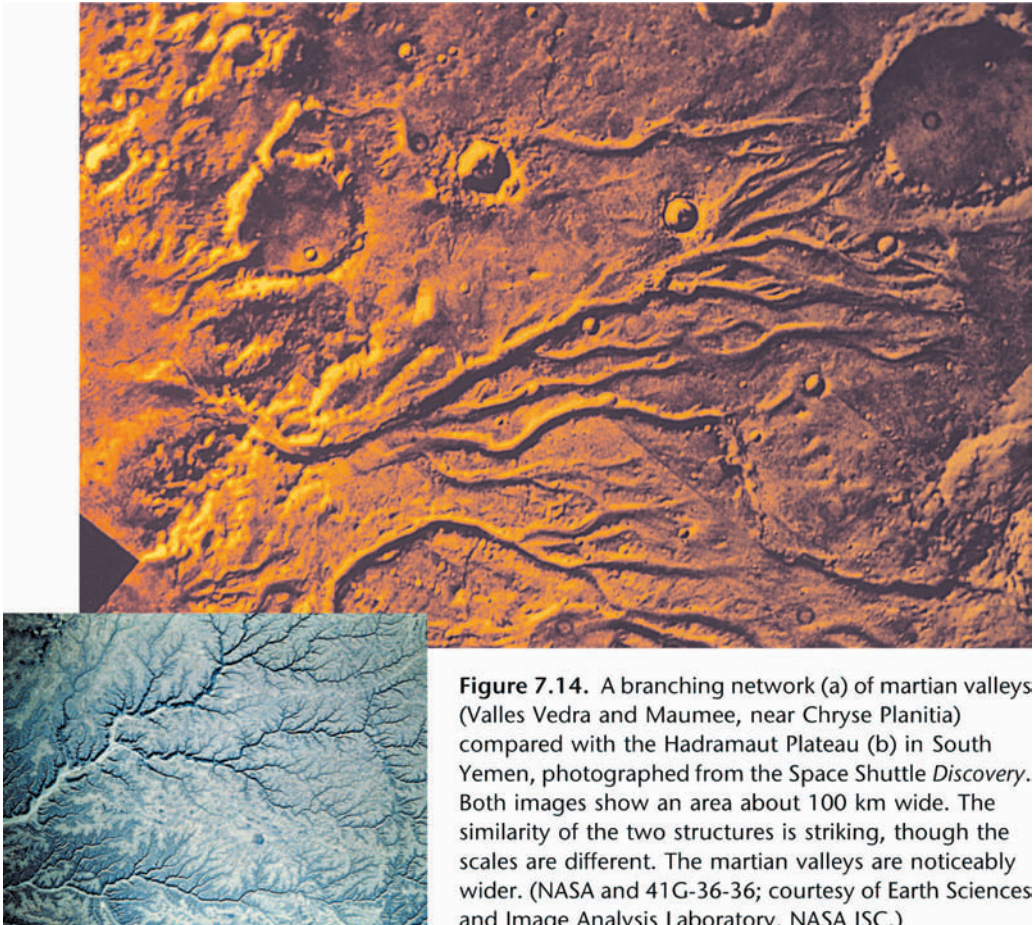 Figure 7.14. A branching network (a) of martian valleys
(Valles Vedra and Maumee, near Chryse Planitia)
compared with the Hadramaut Plateau (b) in South
Yemen, photographed from the Space Shuttle Discovery.
Both images show an area about 100 km wide. The
similarity of the two structures is striking, though the
scales are different. The martian valleys are noticeably
wider. (NASA and 41G-36-36; courtesy of Earth Sciences
and Image Analysis Laboratory, NASA JSC.)